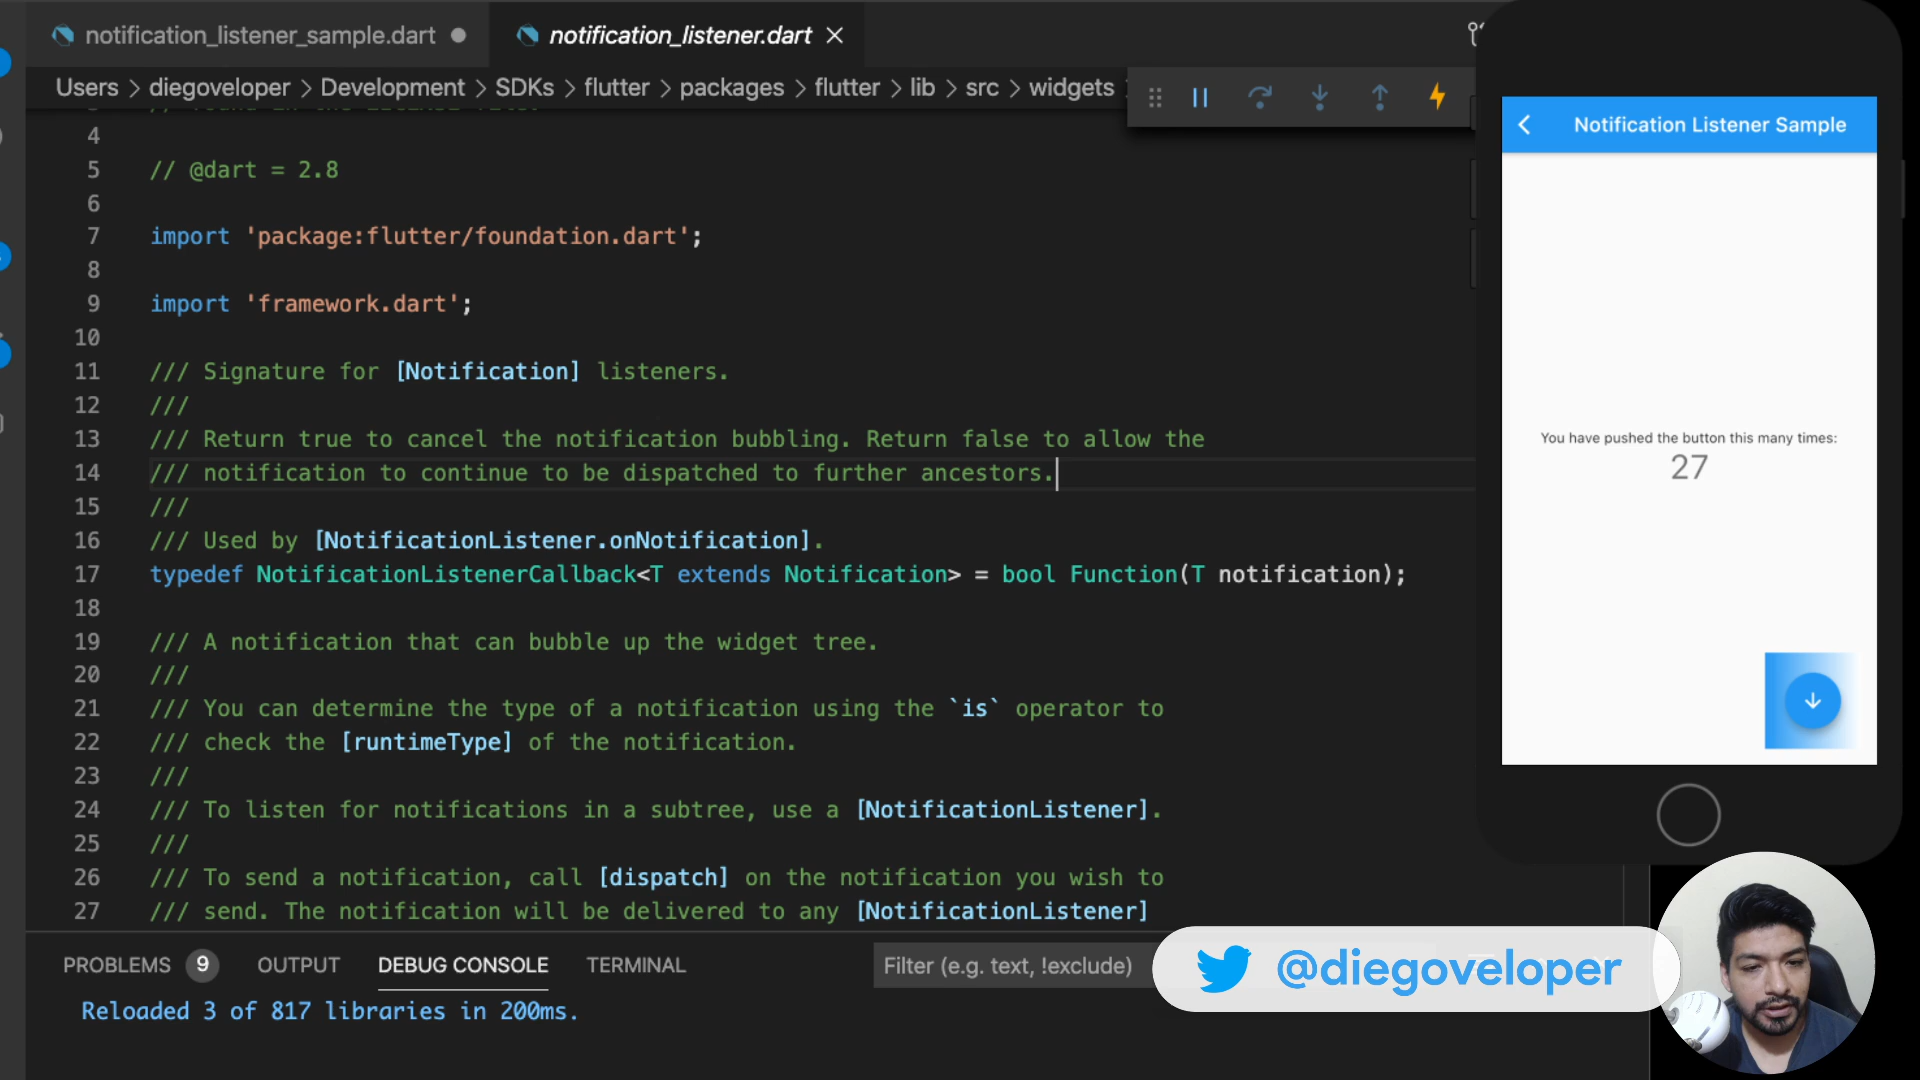 notification_listener_sample.dart
notification_listener.dart
Users > diegoveloper > Development > SDKs > flutter > packages > flutter > lib > src > widgets
4
5 // @dart = 2.8
6
7 import 'package:flutter/foundation.dart';
8
9 import 'framework.dart';
10
11 /// Signature for [Notification] listeners.
12 ///
13 /// Return true to cancel the notification bubbling. Return false to allow the
14 /// notification to continue to be dispatched to further ancestors.
15 ///
16 /// Used by [NotificationListener.onNotification].
17 typedef NotificationListenerCallback<T extends Notification> = bool Function(T notification);
18
19 /// A notification that can bubble up the widget tree.
20 ///
21 /// You can determine the type of a notification using the `is` operator to
22 /// check the [runtimeType] of the notification.
23 ///
24 /// To listen for notifications in a subtree, use a [NotificationListener].
25 ///
26 /// To send a notification, call [dispatch] on the notification you wish to
27 /// send. The notification will be delivered to any [NotificationListener]
PROBLEMS 9 OUTPUT DEBUG CONSOLE TERMINAL
Filter (e.g. text, !exclude)
Reloaded 3 of 817 libraries in 200ms.
Notification Listener Sample
You have pushed the button this many times:
27
@diegoveloper